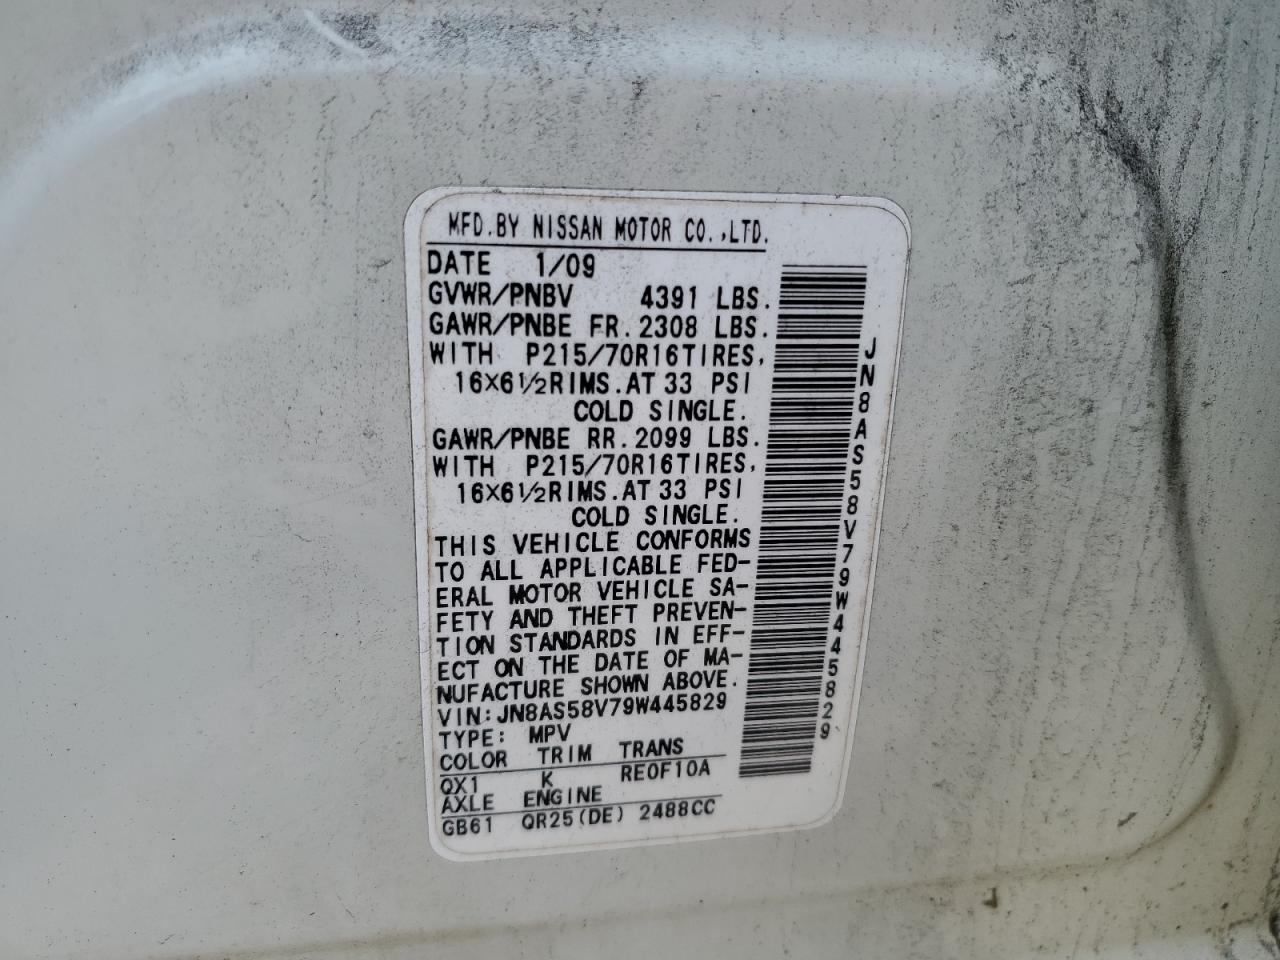 MFD.BY NISSAN MOTOR CO.,LTD.
DATE 1/09
GVWR/PNBV 4391 LBS.
GAWR/PNBE FR.2308 LBS.
WITH P215/70R16TIRES,
16×6½RIMS.AT 33 PSI
COLD SINGLE.
GAWR/PNBE RR.2099 LBS.
WITH P215/70R16TIRES,
16×6½RIMS.AT 33 PSI
COLD SINGLE.
THIS VEHICLE CONFORMS
TO ALL APPLICABLE FED-
ERAL MOTOR VEHICLE SA-
FETY AND THEFT PREVEN-
TION STANDARDS IN EFF-
ECT ON THE DATE OF MA-
NUFACTURE SHOWN ABOVE.
VIN:JN8AS58V79W445829
TYPE: MPV
COLOR TRIM TRANS
QX1 K RE0F10A
AXLE ENGINE
GB61 QR25(DE) 2488CC
JN8AS58V79W445829